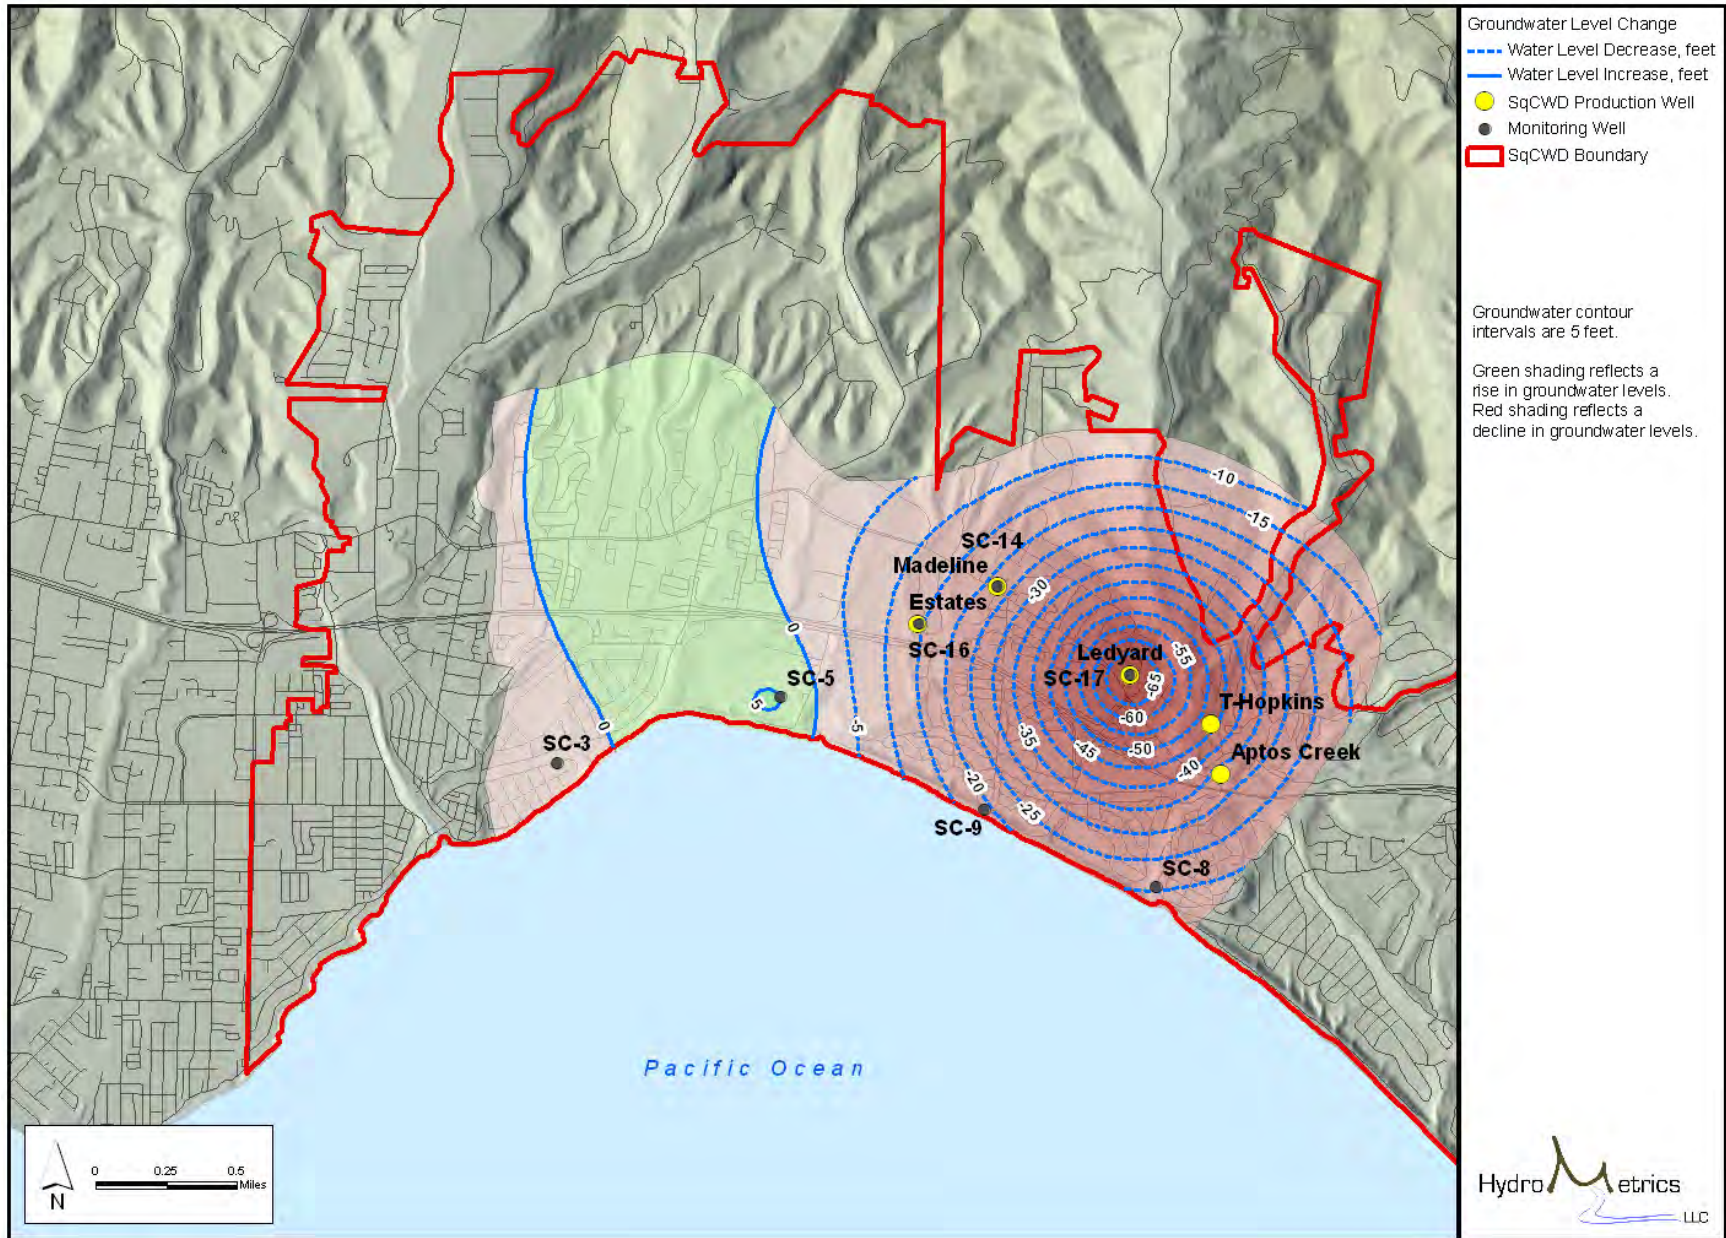 Groundwater Level Change
Water Level Decrease, feet
Water Level Increase, feet
SqCWD Production Well
Monitoring Well
SqCWD Boundary
Groundwater contour
intervals are 5 feet.
Green shading reflects a
rise in groundwater levels.
Red shading reflects a
decline in groundwater levels.
-10
-15
SC-14
Madeline
-30
Estates
0
SC-16
Ledyard
-55
SC-17
SC-5
-65
5
T-Hopkins
-60
0
-5
-35
-45
-50
SC-3
Aptos Creek
-40
-20
-25
SC-9
SC-8
Pacific Ocean
0 0.25 0.5
Miles
N
Hydro Metrics
LLC